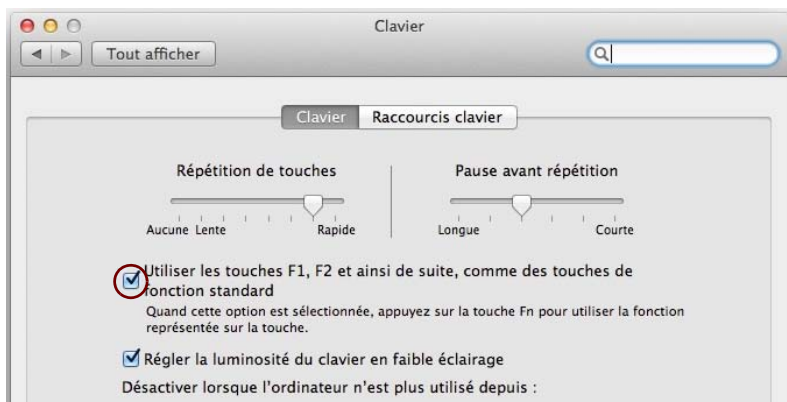 Clavier
Tout afficher
Clavier Raccourcis clavier
Répétition de touches Pause avant répétition
Aucune Lente Rapide Longue Courte
Utiliser les touches F1, F2 et ainsi de suite, comme des touches de
fonction standard
Quand cette option est sélectionnée, appuyez sur la touche Fn pour utiliser la fonction
représentée sur la touche.
Régler la luminosité du clavier en faible éclairage
Désactiver lorsque l'ordinateur n'est plus utilisé depuis :